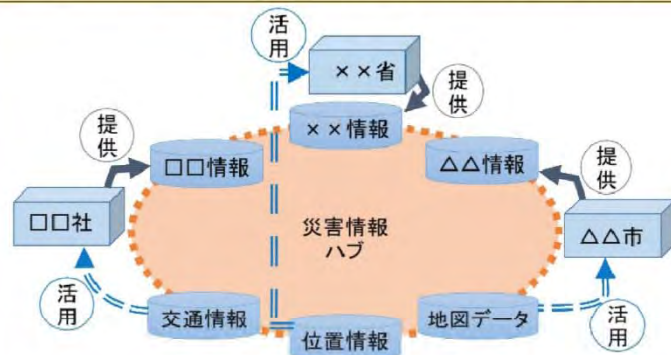 活用
××省
提供
××情報
提供
□□情報
△△情報
提供
□□社
災害情報
ハブ
△△市
活用
交通情報
位置情報
地図データ
活用